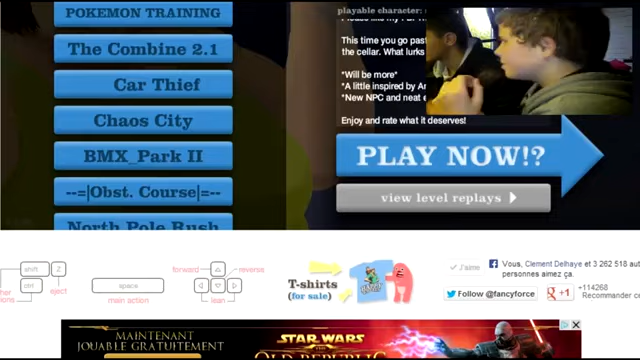 POKEMON TRAINING
The Combine 2.1
Car Thief
Chaos City
BMX_Park II
--=|Obst. Course|=--
North Pole Rush
playable character:
This time you go past
the cellar. What lurks
*Will be more*
*A little inspired by
*New NPC and neat
Enjoy and rate what it deserves!
PLAY NOW!?
view level replays
shift
Z
ctrl
eject
space
main action
forward
reverse
lean
T-shirts
(for sale)
J'aime
Vous, Clement Delhaye et 3 262 518 aut
personnes aimez ça.
Follow @fancyforce
+1
+114268
Recommander ce
MAINTENANT
JOUABLE GRATUITEMENT
STAR WARS
THE OLD REPUBLIC